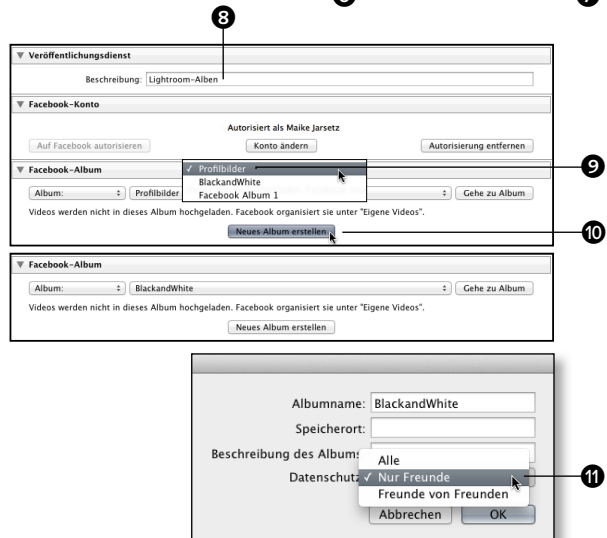 ❽
▼ Veröffentlichungsdienst
Beschreibung: Lightroom-Alben
▼ Facebook-Konto
Autorisiert als Maike Jarsetz
Auf Facebook autorisieren Konto ändern Autorisierung entfernen
▼ Facebook-Album
✓ Profilbilder ❾
BlackandWhite
Facebook Album 1
Album: Profilbilder Gehe zu Album
Videos werden nicht in dieses Album hochgeladen. Facebook organisiert sie unter "Eigene Videos".
Neues Album erstellen ❿
▼ Facebook-Album
Album: BlackandWhite Gehe zu Album
Videos werden nicht in dieses Album hochgeladen. Facebook organisiert sie unter "Eigene Videos".
Neues Album erstellen
Albumname: BlackandWhite
Speicherort:
Beschreibung des Albums
Alle
Datenschutz ✓ Nur Freunde ⓫
Freunde von Freunden
Abbrechen OK